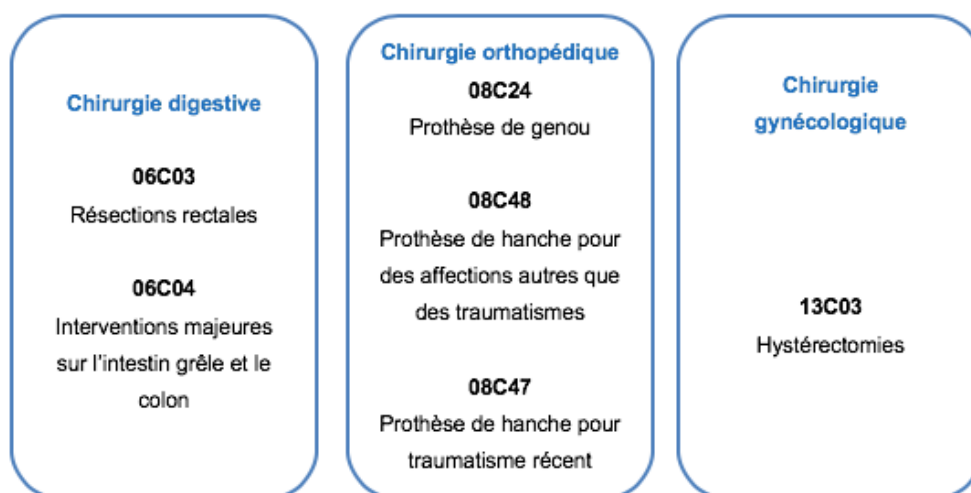 Chirurgie digestive
06C03
Résections rectales
06C04
Interventions majeures
sur l'intestin grêle et le
colon
Chirurgie orthopédique
08C24
Prothèse de genou
08C48
Prothèse de hanche pour
des affections autres que
des traumatismes
08C47
Prothèse de hanche pour
traumatisme récent
Chirurgie
gynécologique
13C03
Hystérectomies